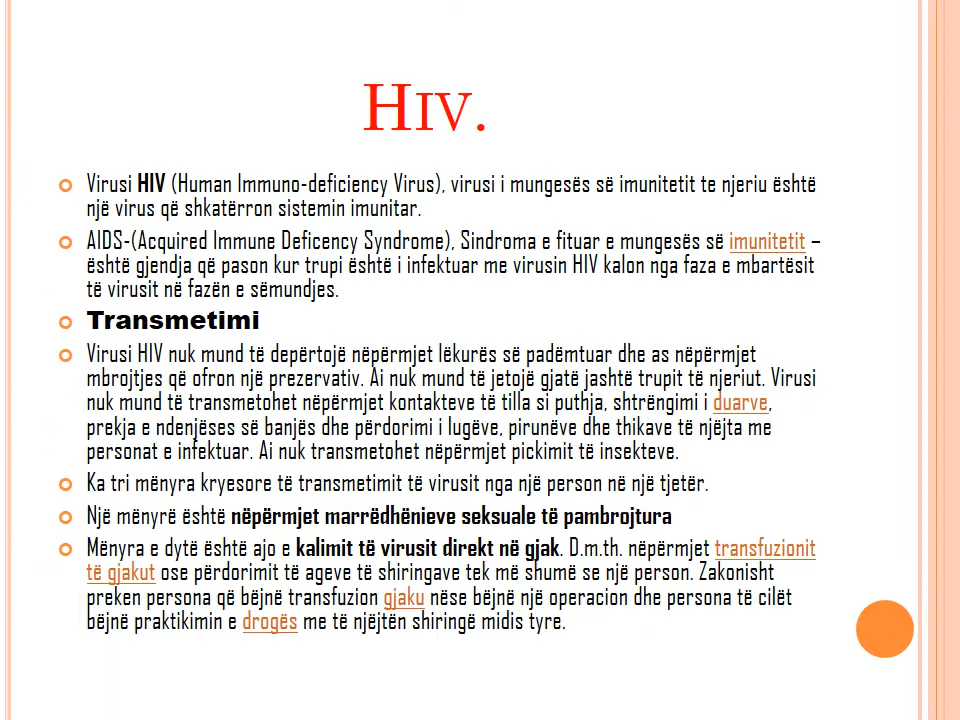 HIV.
Virusi HIV (Human Immuno-deficiency Virus), virusi i mungesës së imunitetit te njeriu është
një virus që shkatërron sistemin imunitar.
AIDS-(Acquired Immune Deficency Syndrome), Sindroma e fituar e mungesës së imunitetit –
është gjendja që pason kur trupi është i infektuar me virusin HIV kalon nga faza e mbartësit
të virusit në fazën e sëmundjes.
Transmetimi
Virusi HIV nuk mund të depërtojë nëpërmjet lëkurës së padëmtuar dhe as nëpërmjet
mbrojtjes që ofron një prezervativ. Ai nuk mund të jetojë gjatë jashtë trupit të njeriut. Virusi
nuk mund të transmetohet nëpërmjet kontakteve të tilla si puthja, shtrëngimi i duarve,
prekja e ndenjëses së banjës dhe përdorimi i lugëve, pirunëve dhe thikave të njëjta me
personat e infektuar. Ai nuk transmetohet nëpërmjet pickimit të insekteve.
Ka tri mënyra kryesore të transmetimit të virusit nga një person në një tjetër.
Një mënyrë është nëpërmjet marrëdhënieve seksuale të pambrojtura
Mënyra e dytë është ajo e kalimit të virusit direkt në gjak. D.m.th. nëpërmjet transfuzionit
të gjakut ose përdorimit të ageve të shiringave tek më shumë se një person. Zakonisht
preken persona që bëjnë transfuzion gjaku nëse bëjnë një operacion dhe persona të cilët
bëjnë praktikimin e drogës me të njëjtën shiringë midis tyre.